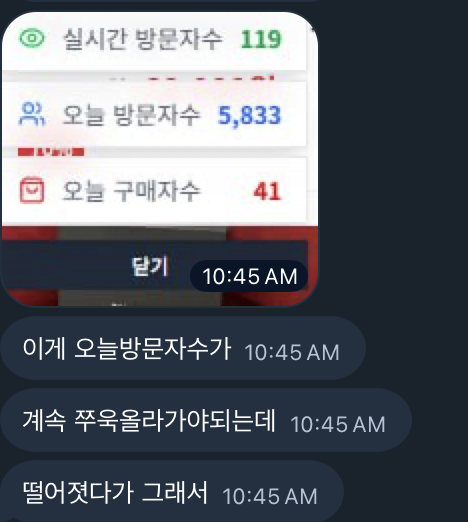 실시간 방문자수 119
오늘 방문자수 5,833
오늘 구매자수 41
닫기
10:45 AM
이게 오늘방문자수가 10:45 AM
계속 쭈욱올라가야되는데 10:45 AM
떨어졋다가 그래서 10:45 AM